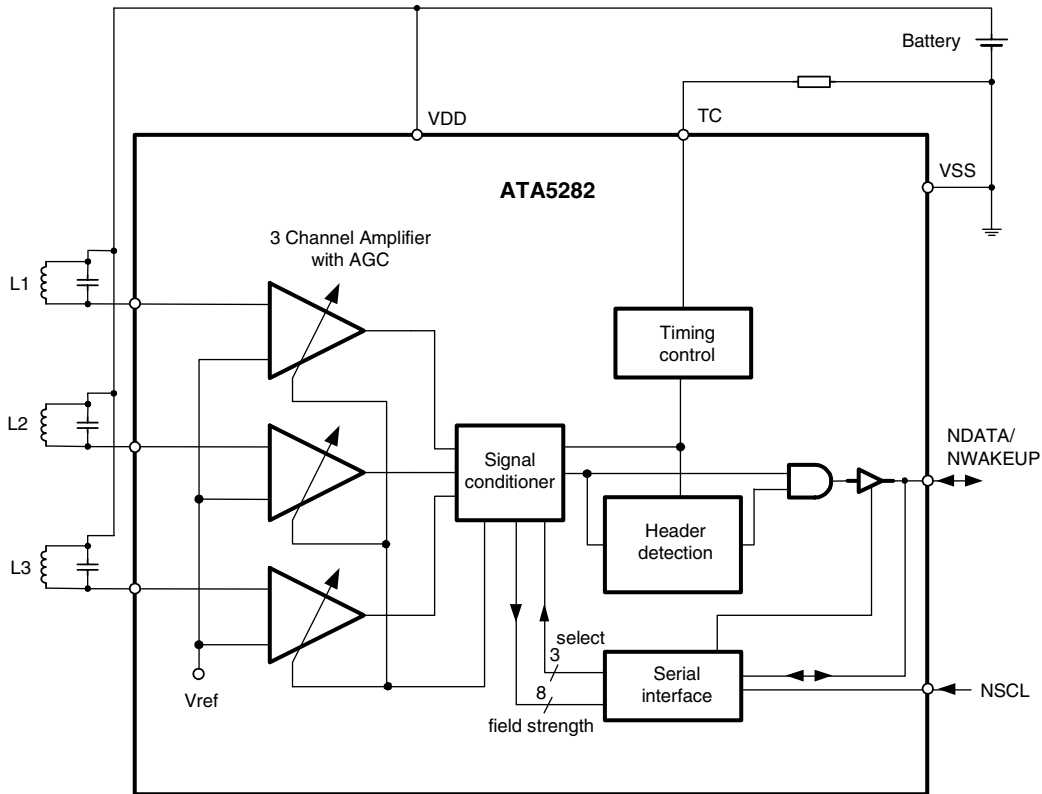 Battery
VDD
TC
VSS
ATA5282
3 Channel Amplifier
with AGC
L1
Timing
control
L2
Signal
conditioner
NDATA/
NWAKEUP
Header
detection
L3
select
3
Serial
interface
8
field strength
Vref
NSCL